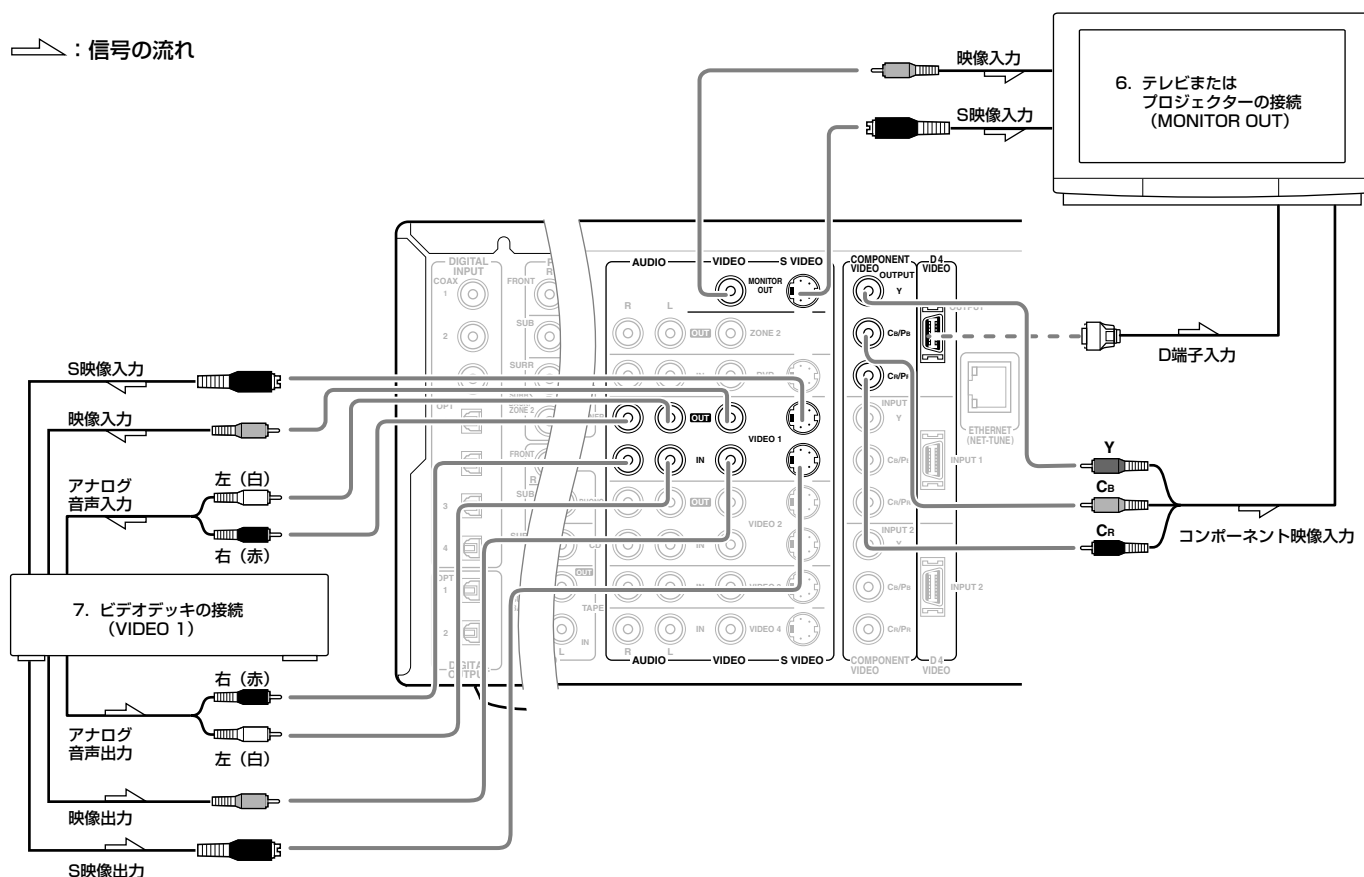 ：信号の流れ
映像入力
S映像入力
6. テレビまたは
プロジェクターの接続
（MONITOR OUT）
DIGITAL
INPUT
COAX
1
2
FRONT
SUB
SURR
ZONE 2
OPT
FRONT
SUB
3
4
CD
OPT
1
2
OUT
TAPE
IN
L
AUDIO
VIDEO
S VIDEO
MONITOR
OUT
R
L
OUT
ZONE 2
IN
OUT
VIDEO 1
IN
OUT
VIDEO 2
IN
IN
IN
VIDEO 4
R
L
AUDIO
VIDEO
S VIDEO
COMPONENT
VIDEO
OUTPUT
Y
CB/PB
CR/PR
INPUT
Y
CB/PB
CR/PR
INPUT 2
Y
CB/PB
CR/PR
COMPONENT
VIDEO
D4
VIDEO
OUTPUT
INPUT 1
INPUT 2
D4
VIDEO
ETHERNET
(NET-TUNE)
D端子入力
Y
CB
CR
コンポーネント映像入力
S映像入力
映像入力
アナログ
音声入力
左（白）
右（赤）
7. ビデオデッキの接続
（VIDEO 1）
右（赤）
アナログ
音声出力
左（白）
映像出力
S映像出力